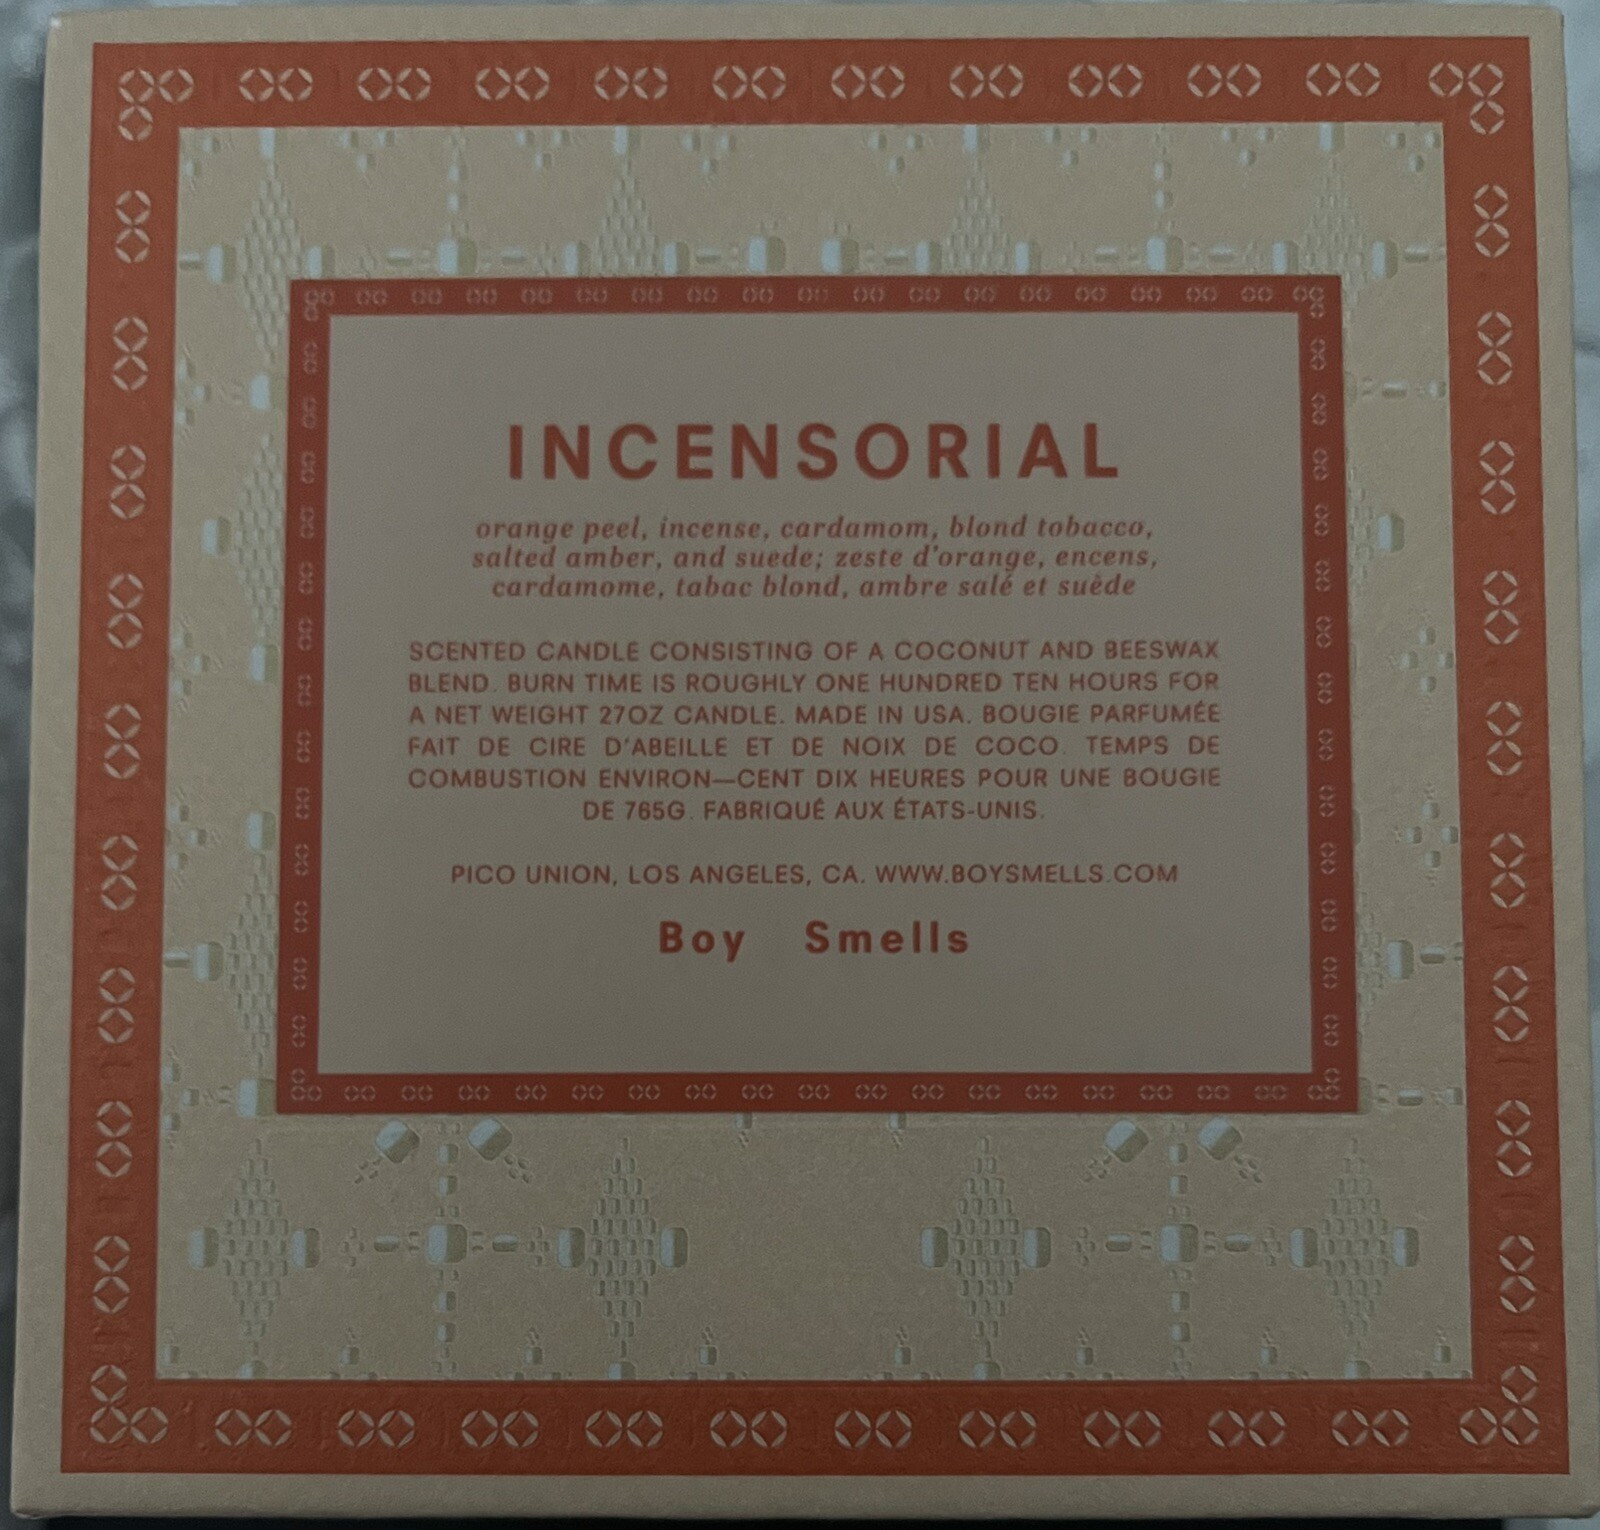 INCENSORIAL
orange peel, incense, cardamom, blond tobacco,
salted amber, and suede; zeste d'orange, encens,
cardamome, tabac blond, ambre salé et suède
SCENTED CANDLE CONSISTING OF A COCONUT AND BEESWAX
BLEND. BURN TIME IS ROUGHLY ONE HUNDRED TEN HOURS FOR
A NET WEIGHT 27OZ CANDLE. MADE IN USA. BOUGIE PARFUMÉE
FAIT DE CIRE D'ABEILLE ET DE NOIX DE COCO. TEMPS DE
COMBUSTION ENVIRON—CENT DIX HEURES POUR UNE BOUGIE
DE 765G. FABRIQUÉ AUX ÉTATS-UNIS.
PICO UNION, LOS ANGELES, CA. WWW.BOYSMELLS.COM
Boy Smells